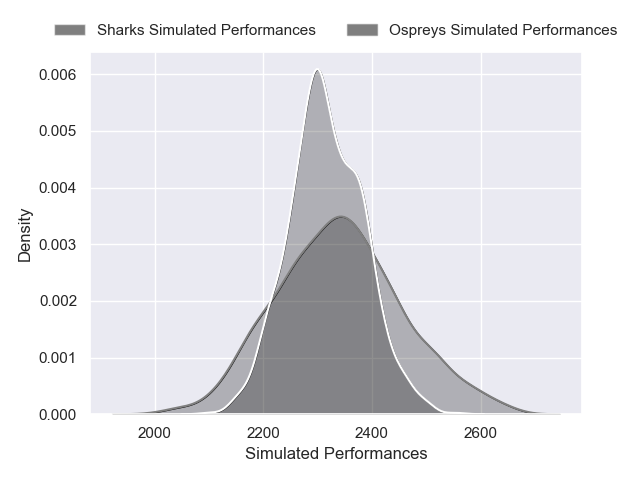 Sharks Simulated Performances Ospreys Simulated Performances
0.006
0.005
0.004
0.003
0.002
0.001
0.000
Density
2000 2200 2400 2600
Simulated Performances